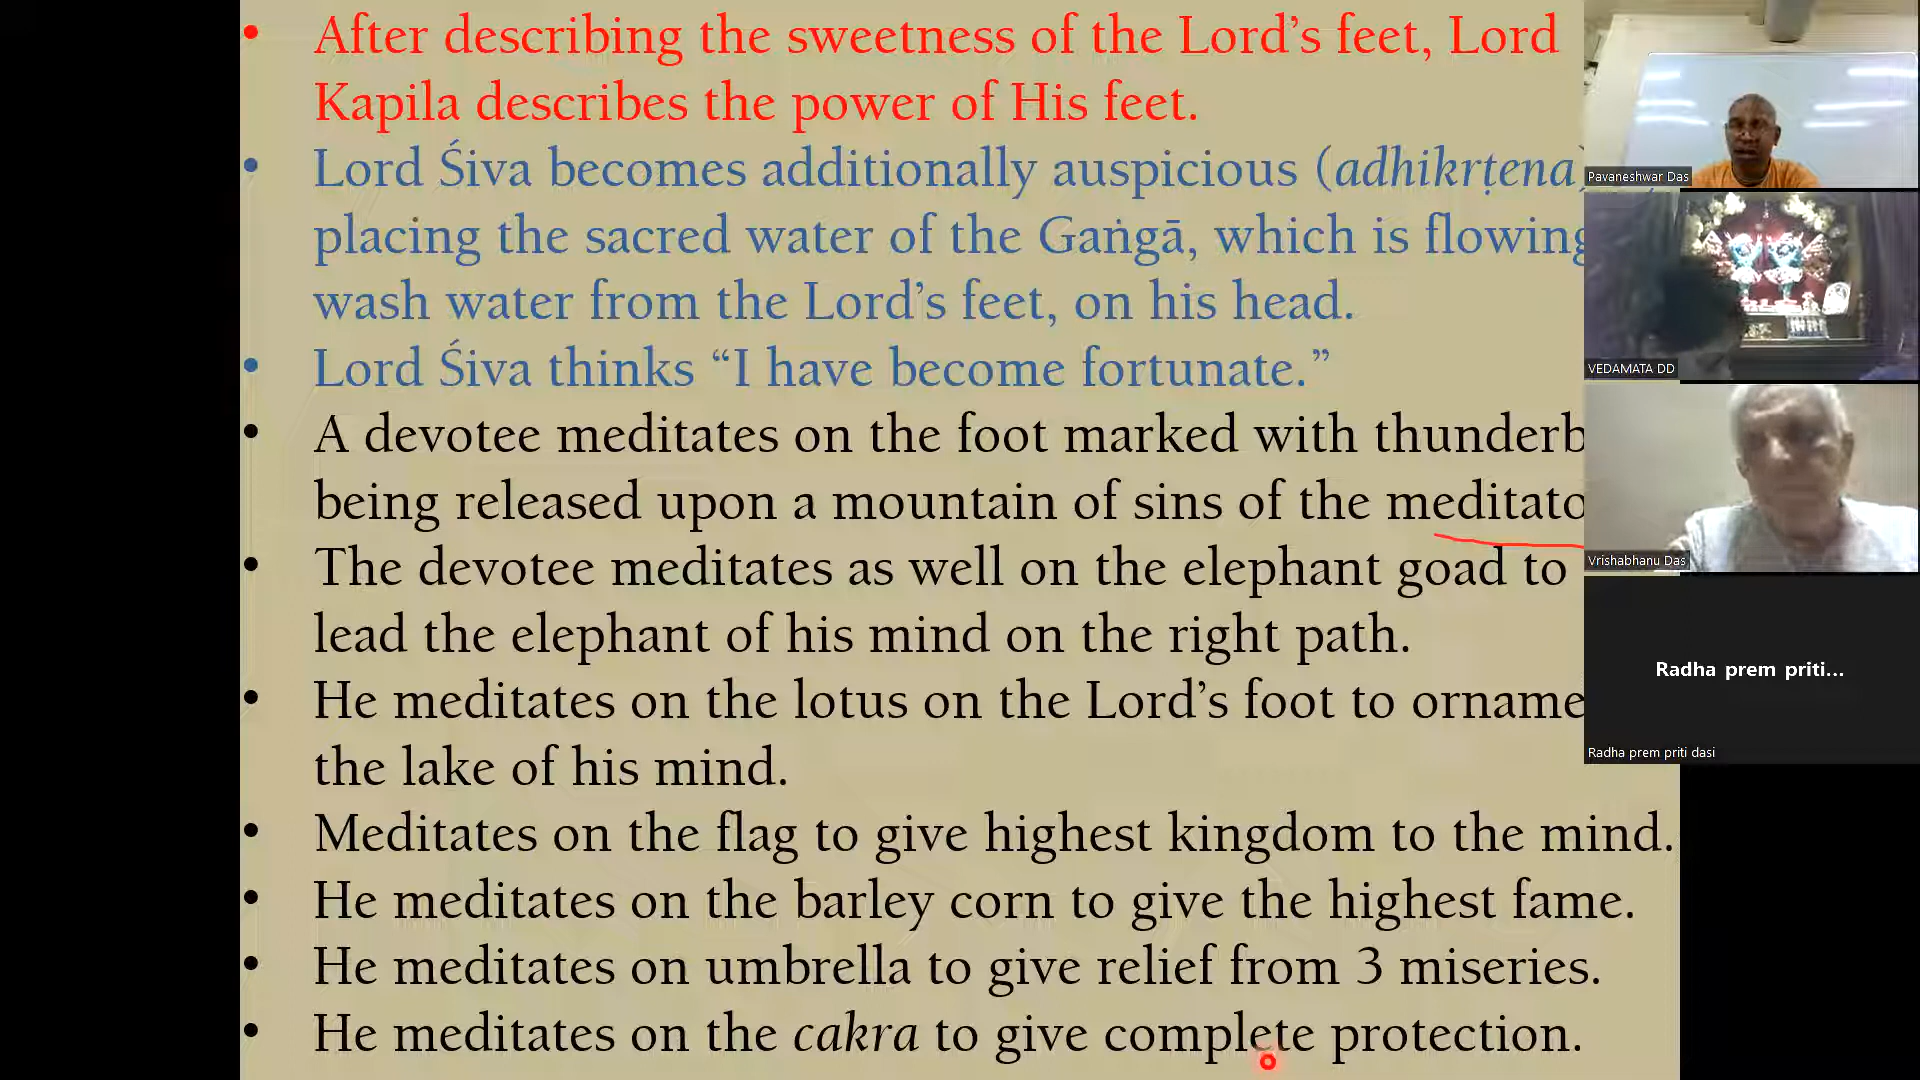 • After describing the sweetness of the Lord’s feet, Lord
Kapila describes the power of His feet.
• Lord Śiva becomes additionally auspicious (adhikrṭena)
placing the sacred water of the Gaṅgā, which is flowing
wash water from the Lord’s feet, on his head.
• Lord Śiva thinks “I have become fortunate.”
• A devotee meditates on the foot marked with
being released upon a mountain of sins of the
• The devotee meditates as well on the elephant goad to
lead the elephant of his mind on the right path.
• He meditates on the lotus on the Lord’s foot to
the lake of his mind.
• Meditates on the flag to give highest kingdom to the mind.
• He meditates on the barley corn to give the highest fame.
• He meditates on umbrella to give relief from 3 miseries.
• He meditates on the cakra to give complete protection.
Pavaneshwar Das
VEDAMATA DD
Vrishabhanu Das
Radha prem priti...
Radha prem priti dasi